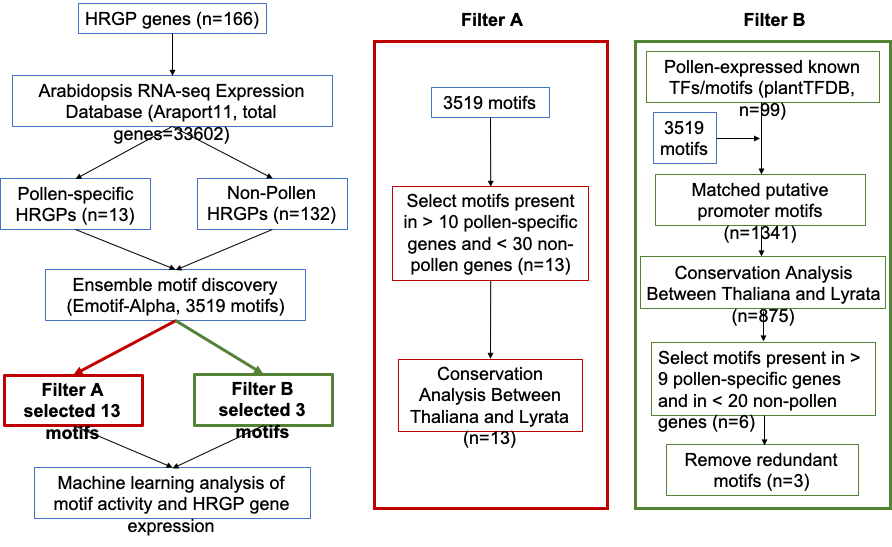 HRGP genes (n=166)
Arabidopsis RNA-seq Expression
Database (Araport11, total
genes=33602)
Pollen-specific
HRGPs (n=13)
Non-Pollen
HRGPs (n=132)
Ensemble motif discovery
(Emotif-Alpha, 3519 motifs)
Filter A
selected 13
motifs
Filter B
selected 3
motifs
Machine learning analysis of
motif activity and HRGP gene
expression
Filter A
3519 motifs
Select motifs present
in > 10 pollen-specific
genes and < 30 non-
pollen genes (n=13)
Conservation
Analysis Between
Thaliana and Lyrata
(n=13)
Filter B
Pollen-expressed known
TFs/motifs (plantTFDB,
n=99)
3519
motifs
Matched putative
promoter motifs
(n=1341)
Conservation Analysis
Between Thaliana and Lyrata
(n=875)
Select motifs present in >
9 pollen-specific genes
and in < 20 non-pollen
genes (n=6)
Remove redundant
motifs (n=3)